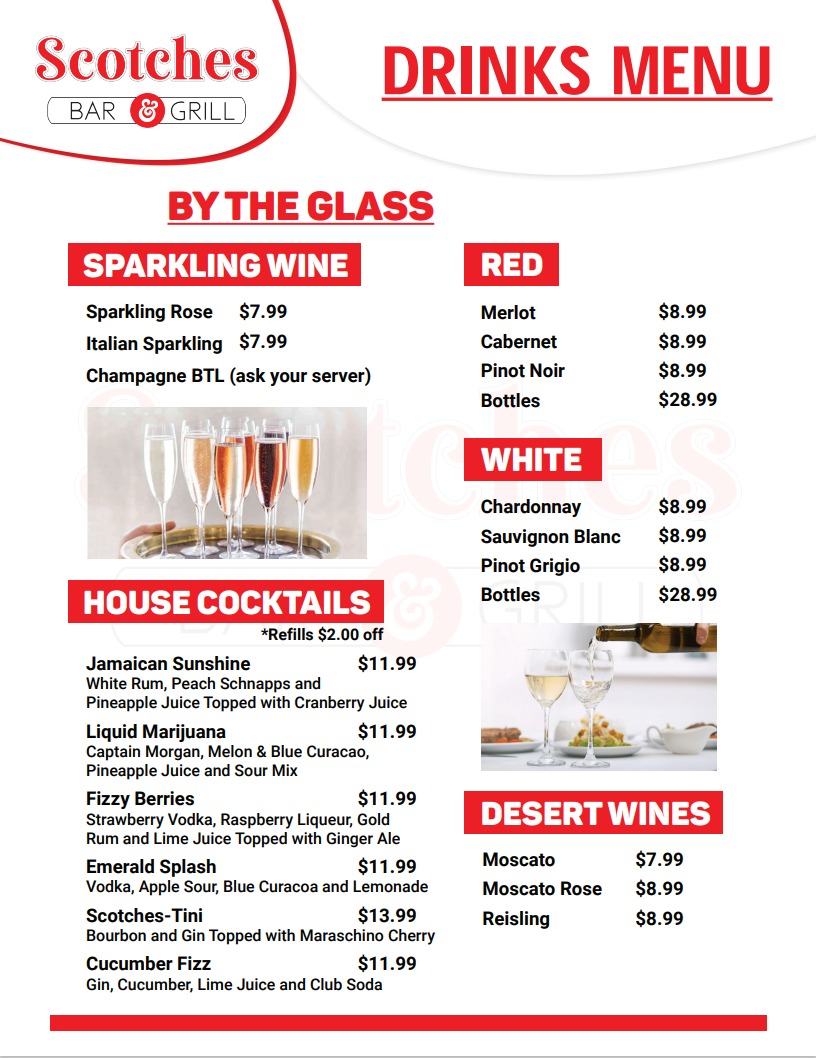 Scotches
BAR & GRILL
DRINKS MENU
BY THE GLASS
SPARKLING WINE
Sparkling Rose $7.99
Italian Sparkling $7.99
Champagne BTL (ask your server)
HOUSE COCKTAILS
*Refills $2.00 off
Jamaican Sunshine $11.99
White Rum, Peach Schnapps and
Pineapple Juice Topped with Cranberry Juice
Liquid Marijuana $11.99
Captain Morgan, Melon & Blue Curacao,
Pineapple Juice and Sour Mix
Fizzy Berries $11.99
Strawberry Vodka, Raspberry Liqueur, Gold
Rum and Lime Juice Topped with Ginger Ale
Emerald Splash $11.99
Vodka, Apple Sour, Blue Curacoa and Lemonade
Scotches-Tini $13.99
Bourbon and Gin Topped with Maraschino Cherry
Cucumber Fizz $11.99
Gin, Cucumber, Lime Juice and Club Soda
RED
Merlot $8.99
Cabernet $8.99
Pinot Noir $8.99
Bottles $28.99
WHITE
Chardonnay $8.99
Sauvignon Blanc $8.99
Pinot Grigio $8.99
Bottles $28.99
DESERT WINES
Moscato $7.99
Moscato Rose $8.99
Reisling $8.99
Scotches
BAR & GRILL